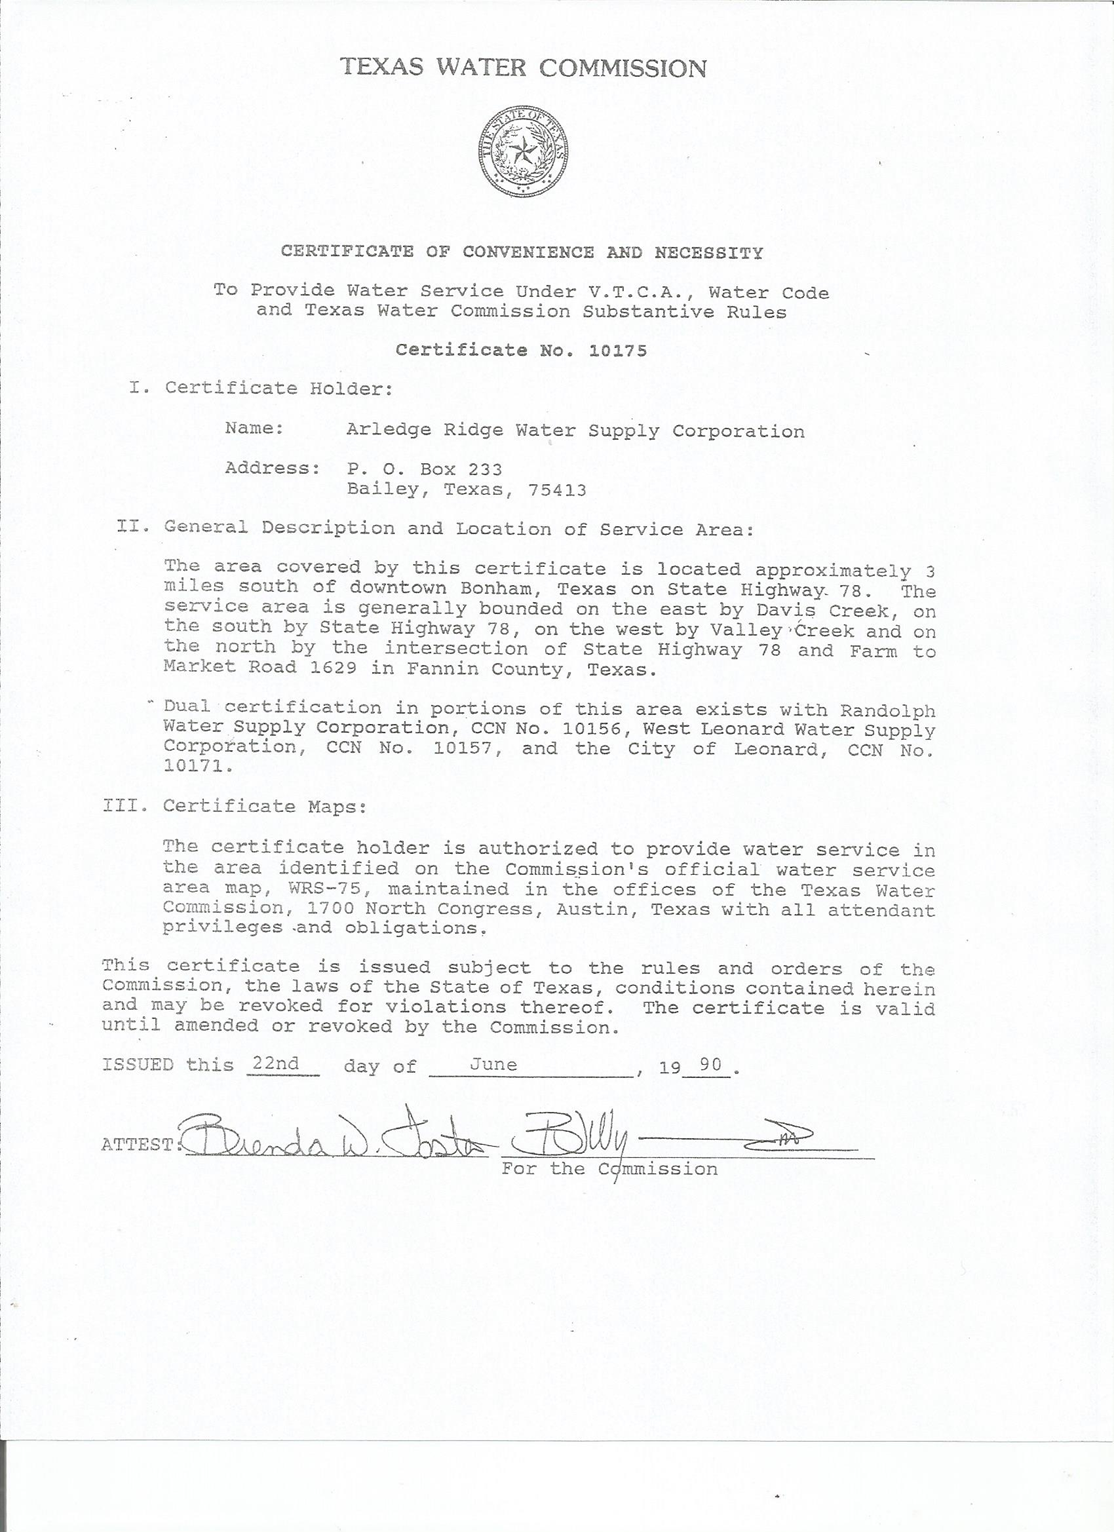 TEXAS WATER COMMISSION
THE STATE OF TEXAS
CERTIFICATE OF CONVENIENCE AND NECESSITY
To Provide Water Service Under V.T.C.A., Water Code
and Texas Water Commission Substantive Rules
Certificate No. 10175
I. Certificate Holder:
Name: Arledge Ridge Water Supply Corporation
Address: P. O. Box 233
Bailey, Texas, 75413
II. General Description and Location of Service Area:
The area covered by this certificate is located approximately 3
miles south of downtown Bonham, Texas on State Highway 78. The
service area is generally bounded on the east by Davis Creek, on
the south by State Highway 78, on the west by Valley Creek and on
the north by the intersection of State Highway 78 and Farm to
Market Road 1629 in Fannin County, Texas.
Dual certification in portions of this area exists with Randolph
Water Supply Corporation, CCN No. 10156, West Leonard Water Supply
Corporation, CCN No. 10157, and the City of Leonard, CCN No.
10171.
III. Certificate Maps:
The certificate holder is authorized to provide water service in
the area identified on the Commission's official water service
area map, WRS-75, maintained in the offices of the Texas Water
Commission, 1700 North Congress, Austin, Texas with all attendant
privileges and obligations.
This certificate is issued subject to the rules and orders of the
Commission, the laws of the State of Texas, conditions contained herein
and may be revoked for violations thereof. The certificate is valid
until amended or revoked by the Commission.
ISSUED this 22nd day of June, 19 90.
ATTEST: Brenda W. Foster Billy
For the Commission